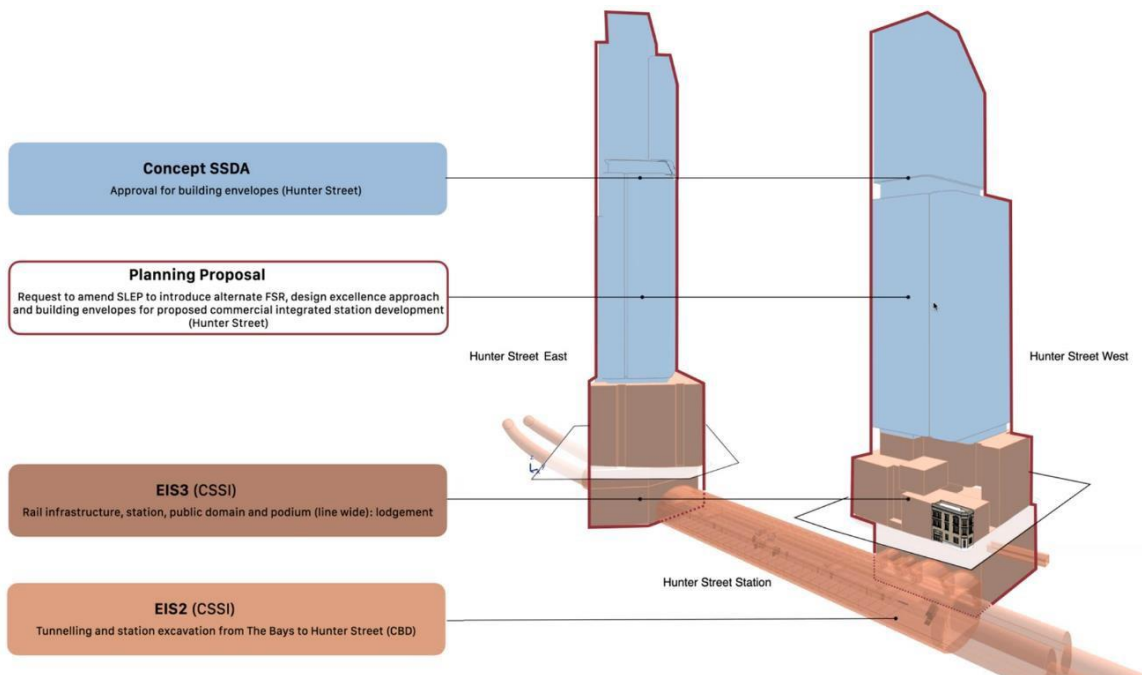 Concept SSDA
Approval for building envelopes (Hunter Street)
Planning Proposal
Request to amend SLEP to introduce alternate FSR, design excellence approach
and building envelopes for proposed commercial integrated station development
(Hunter Street)
Hunter Street East
Hunter Street West
EIS3 (CSSI)
Rail infrastructure, station, public domain and podium (line wide): lodgement
Hunter Street Station
EIS2 (CSSI)
Tunnelling and station excavation from The Bays to Hunter Street (CBD)